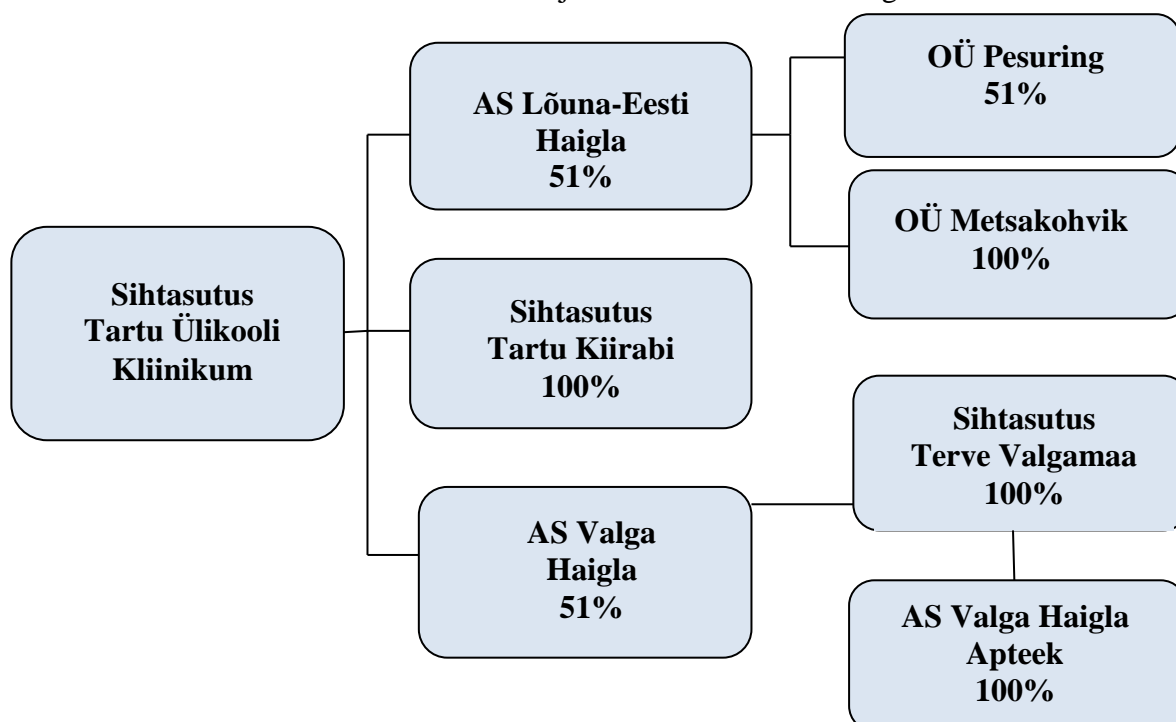 OÜ Pesuring
51%
AS Lõuna-Eesti
Haigla
51%
OÜ Metsakohvik
100%
Sihtasutus
Tartu Ülikooli
Kliinikum
Sihtasutus
Tartu Kiirabi
100%
Sihtasutus
Terve Valgamaa
100%
AS Valga
Haigla
51%
AS Valga Haigla
Apteek
100%